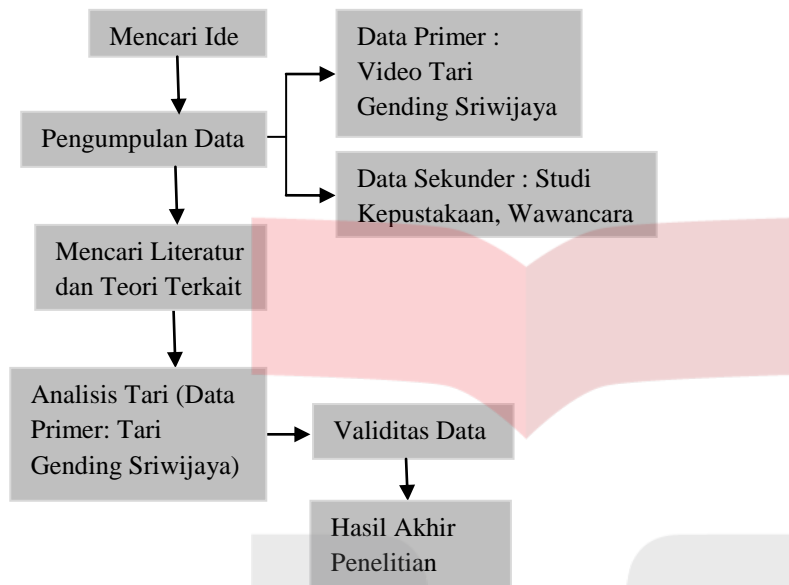 Mencari Ide
Data Primer :
Video Tari
Gending Sriwijaya
Pengumpulan Data
Data Sekunder : Studi
Kepustakaan, Wawancara
Mencari Literatur
dan Teori Terkait
Analisis Tari (Data
Primer: Tari
Gending Sriwijaya)
Validitas Data
Hasil Akhir
Penelitian